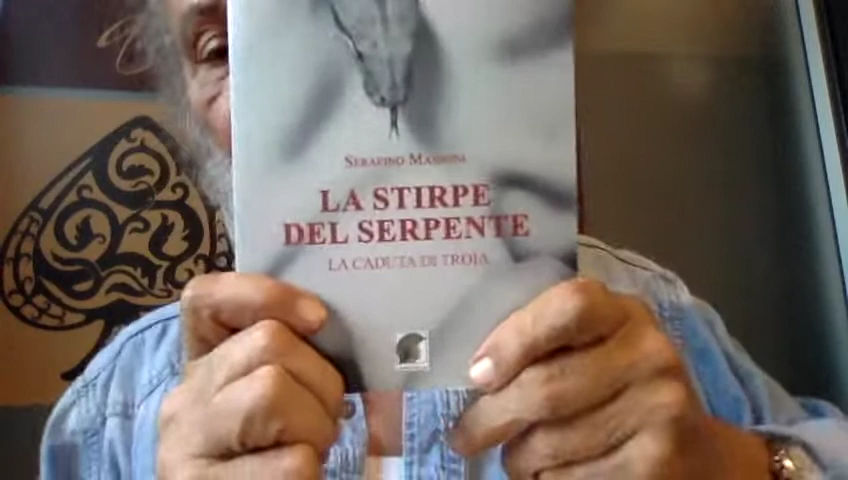 SERAFINO MASSONI
LA STIRPE
DEL SERPENTE
LA CADUTA DI TROIA